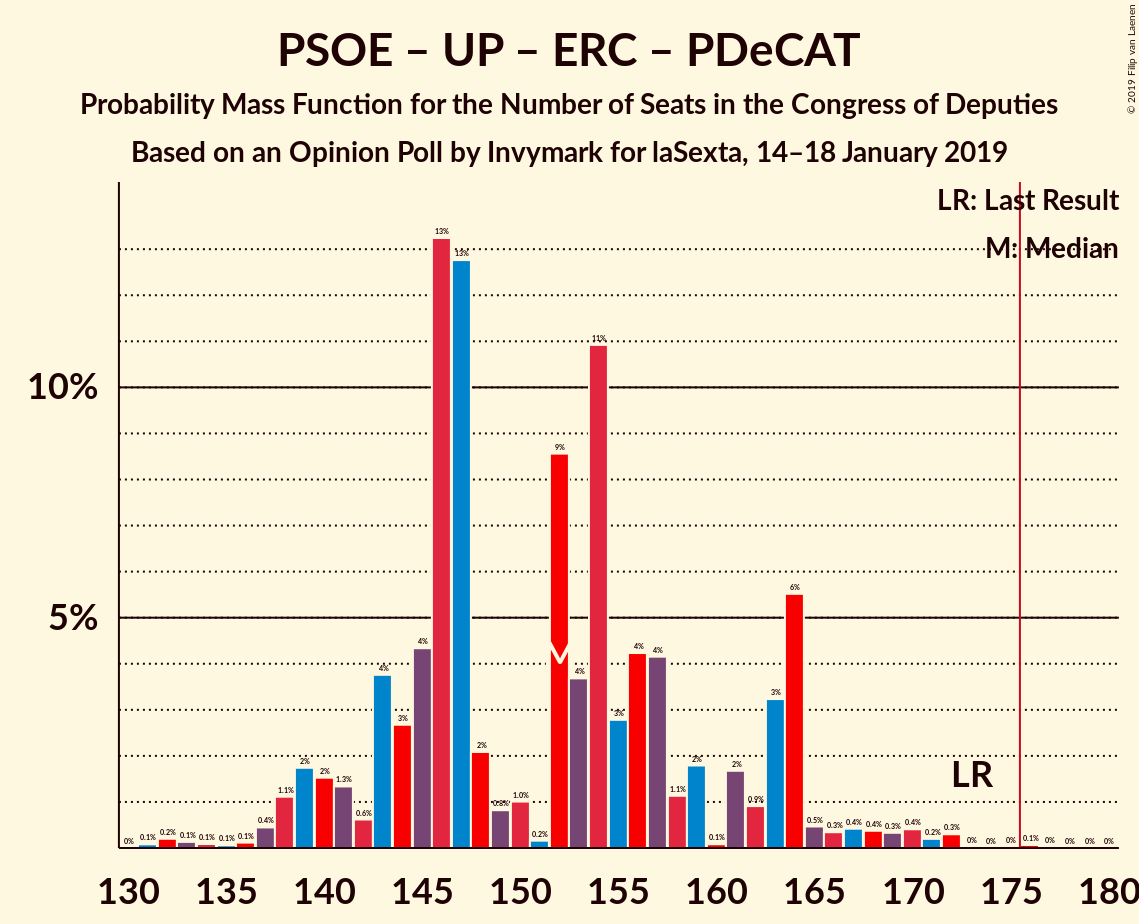 PSOE – UP – ERC – PDeCAT
Probability Mass Function for the Number of Seats in the Congress of Deputies
Based on an Opinion Poll by Invymark for laSexta, 14–18 January 2019
© 2019 Filip van Laenen
LR: Last Result
M: Median
10%
5%
0% 0.1% 0.2% 0.1% 0.1% 0.1% 0.1% 0.4% 1.1% 2% 2% 1.3% 0.6% 4% 3% 4% 13% 13% 2% 0.8% 1.0% 0.2% 9% 4% 11% 3% 4% 4% 1.1% 2% 0.1% 2% 0.9% 3% 6% 0.5% 0.3% 0.4% 0.4% 0.3% 0.4% 0.2% 0.3% 0% 0% 0% 0.1% 0% 0% 0% 0%
LR
130 135 140 145 150 155 160 165 170 175 180